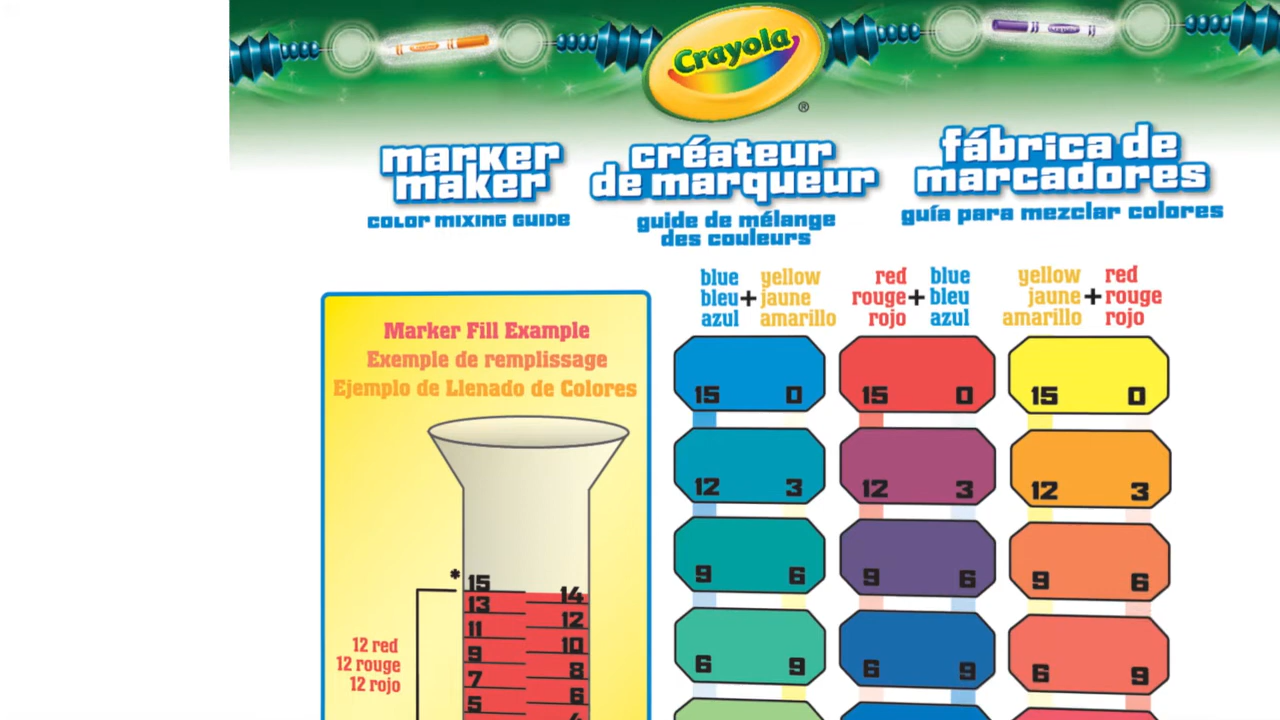 Crayola
®
marker
maker
color mixing guide
créateur
de marqueur
guide de mélange
des couleurs
fábrica de
marcadores
guía para mezclar colores
blue yellow
bleu + jaune
azul amarillo
red blue
rouge + bleu
rojo azul
yellow red
jaune + rouge
amarillo rojo
Marker Fill Example
Exemple de remplissage
Ejemplo de Llenado de Colores
15 0 15 0 15 0
12 3 12 3 12 3
9 6 9 6 9 6
6 9 6 9 6 9
* 15
14
13
12
11
10
9
8
7
6
5
4
12 red
12 rouge
12 rojo